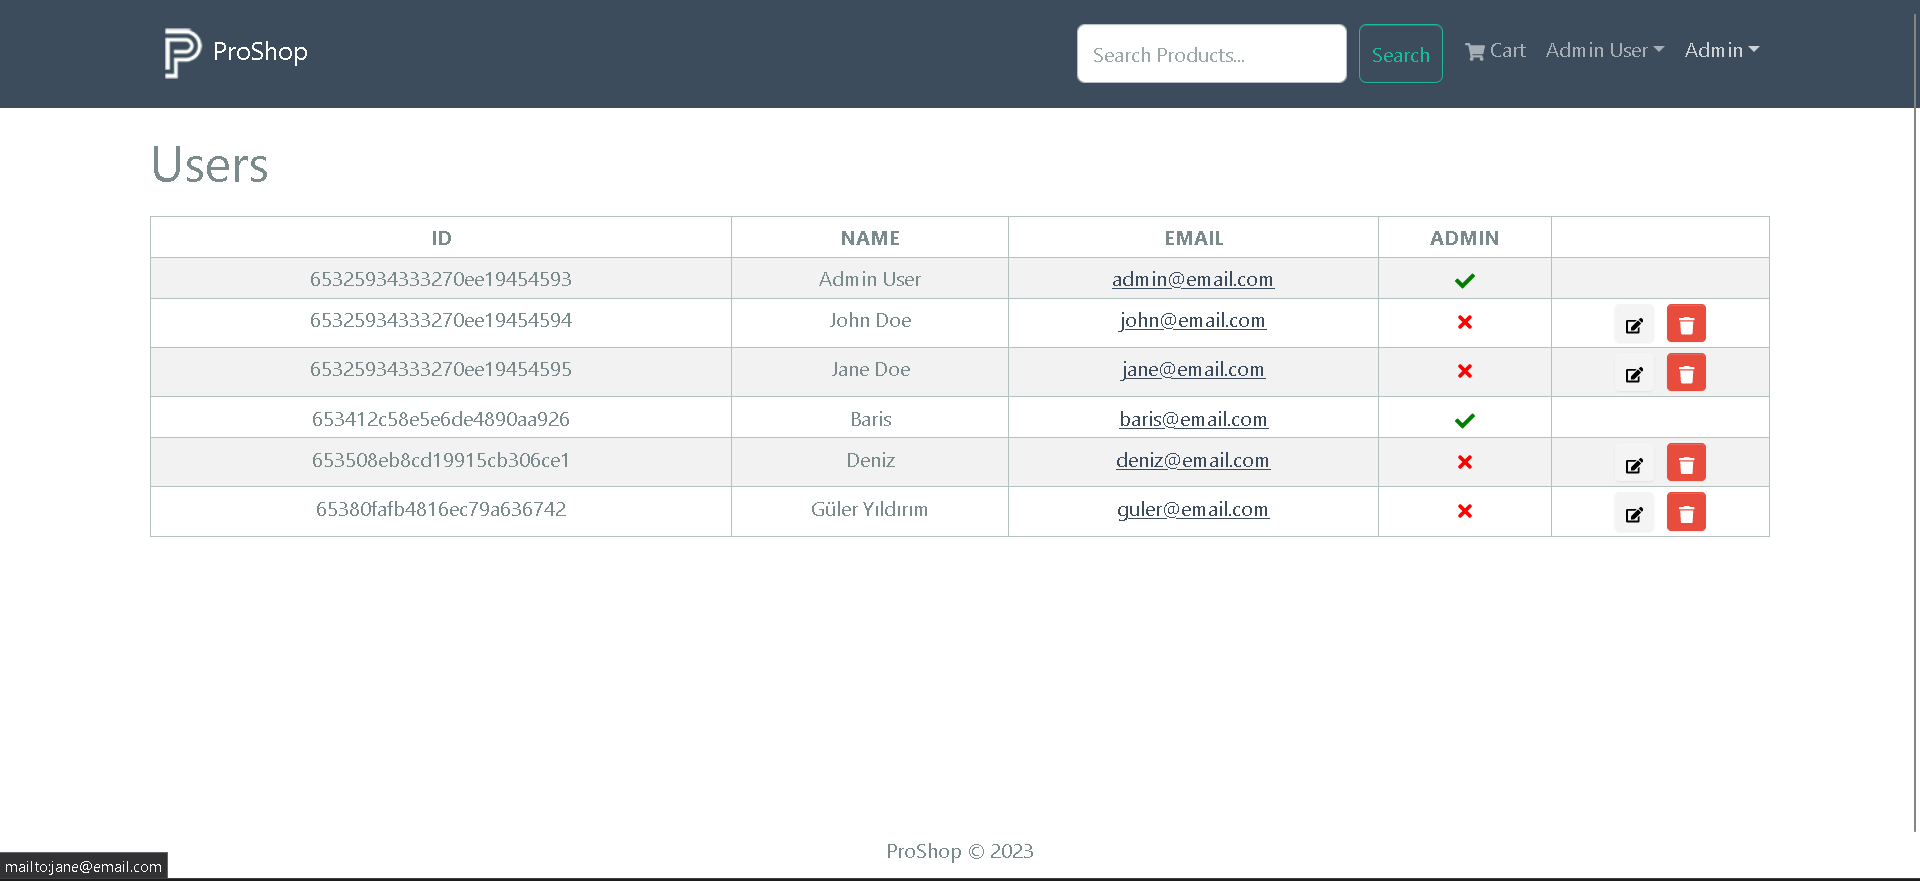 ProShop
Search Products...
Search
Cart
Admin User
Admin
Users
ID NAME EMAIL ADMIN
65325934333270ee19454593 Admin User admin@email.com
65325934333270ee19454594 John Doe john@email.com
65325934333270ee19454595 Jane Doe jane@email.com
653412c58e5e6de4890aa926 Baris baris@email.com
653508eb8cd19915cb306ce1 Deniz deniz@email.com
65380fafb4816ec79a636742 Güler Yıldırım guler@email.com
ProShop © 2023
mailto:jane@email.com